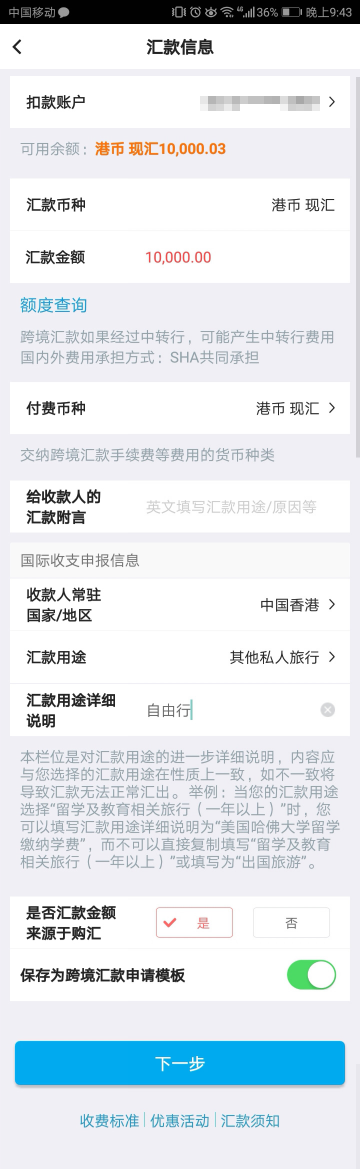 中国移动 36% 晚上9:43
汇款信息
扣款账户
可用余额：港币 现汇10,000.03
汇款币种 港币 现汇
汇款金额 10,000.00
额度查询
跨境汇款如果经过中转行，可能产生中转行费用
国内外费用承担方式：SHA共同承担
付费币种 港币 现汇
交纳跨境汇款手续费等费用的货币种类
给收款人的
汇款附言 英文填写汇款用途/原因等
国际收支申报信息
收款人常驻
国家/地区 中国香港
汇款用途 其他私人旅行
汇款用途详细
说明 自由行
本栏位是对汇款用途的进一步详细说明，内容应
与您选择的汇款用途在性质上一致，如不一致将
导致汇款无法正常汇出。举例：当您的汇款用途
选择“留学及教育相关旅行（一年以上）”时，您
可以填写汇款用途详细说明为“美国哈佛大学留学
缴纳学费”，而不可以直接复制填写“留学及教育
相关旅行（一年以上）”或填写为“出国旅游”。
是否汇款金额
来源于购汇 是 否
保存为跨境汇款申请模板
下一步
收费标准 优惠活动 汇款须知